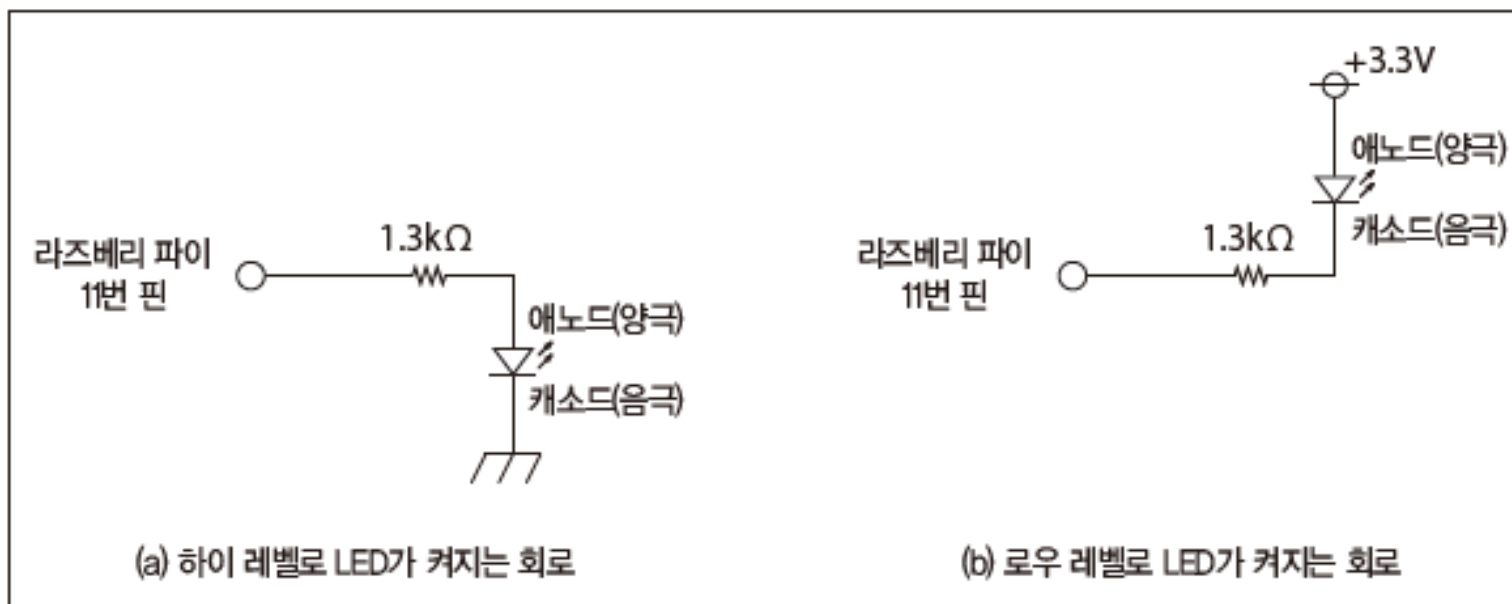 라즈베리 파이
11번 핀
1.3kΩ
애노드(양극)
캐소드(음극)
(a) 하이 레벨로 LED가 켜지는 회로
+3.3V
애노드(양극)
캐소드(음극)
1.3kΩ
라즈베리 파이
11번 핀
(b) 로우 레벨로 LED가 켜지는 회로